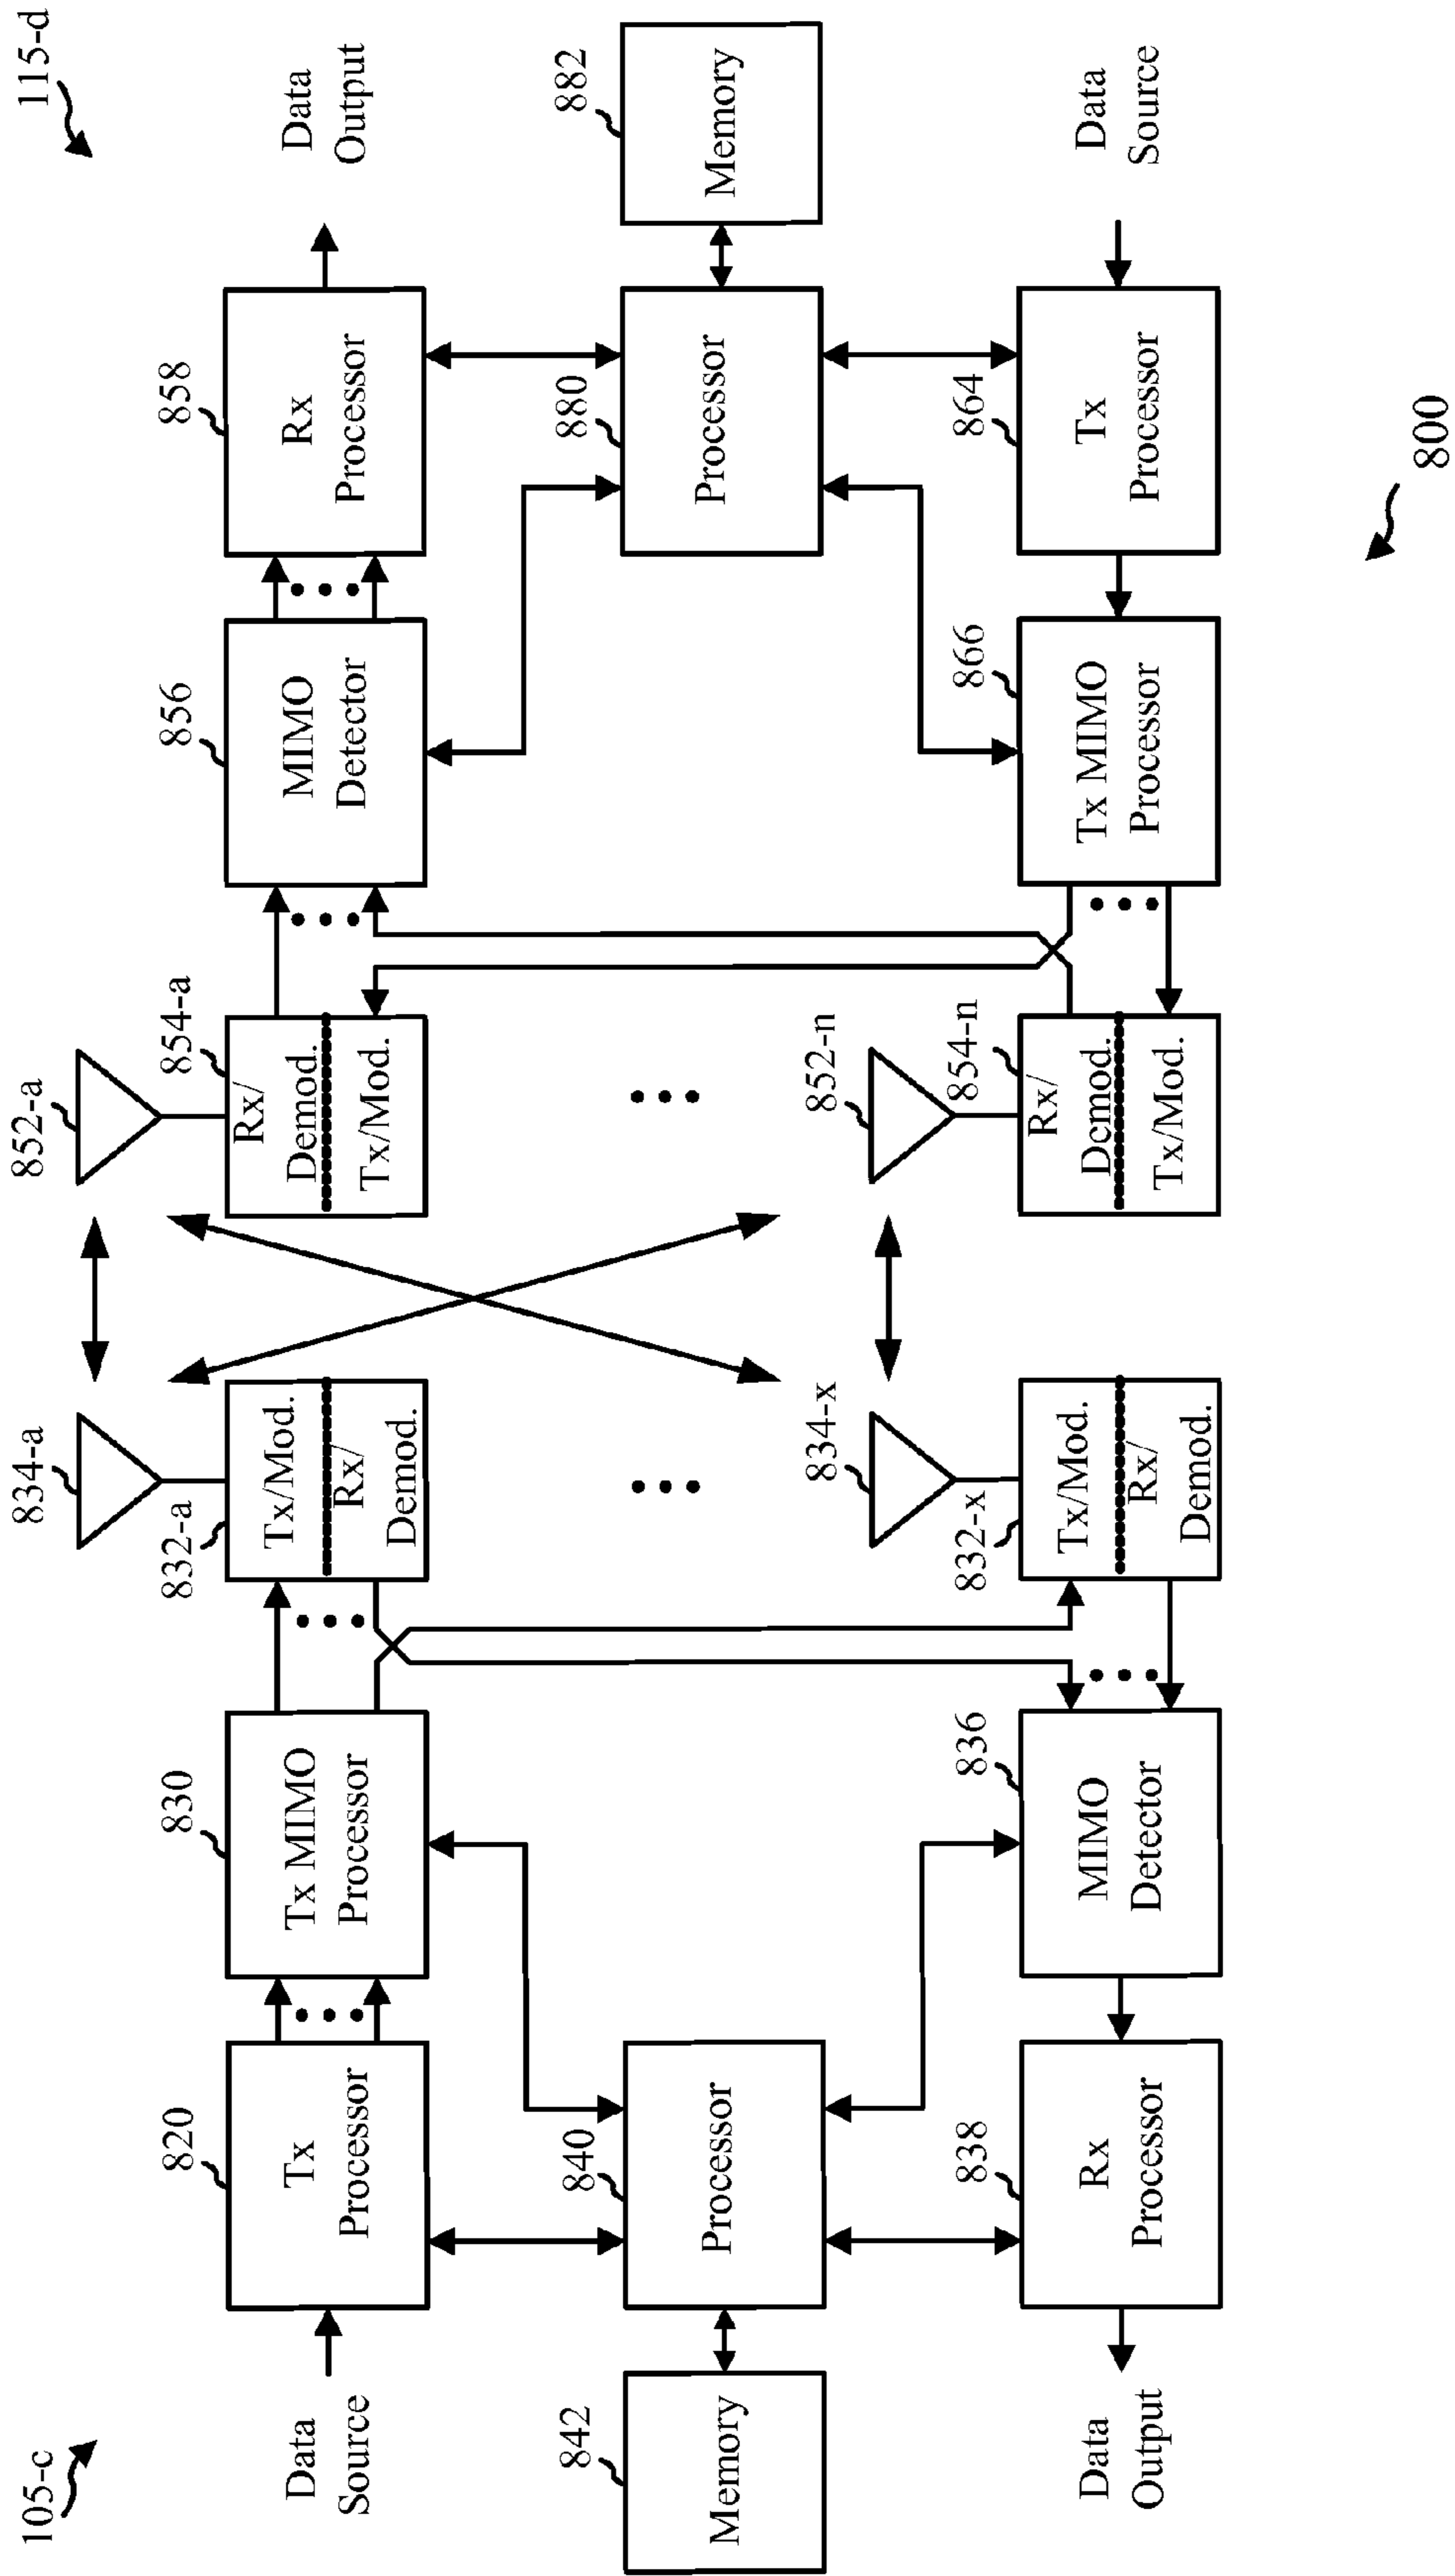 105-c
Data
Source
820
Tx
Processor
830
Tx MIMO
Processor
834-a
832-a
Tx/Mod.
Rx/
Demod.
842
Memory
840
Processor
834-x
832-x
Tx/Mod.
Rx/
Demod.
836
MIMO
Detector
838
Rx
Processor
Data
Output
115-d
852-a
854-a
Rx/
Demod.
Tx/Mod.
856
MIMO
Detector
858
Rx
Processor
Data
Output
880
Processor
882
Memory
852-n
854-n
Rx/
Demod.
Tx/Mod.
866
Tx MIMO
Processor
864
Tx
Processor
Data
Source
800